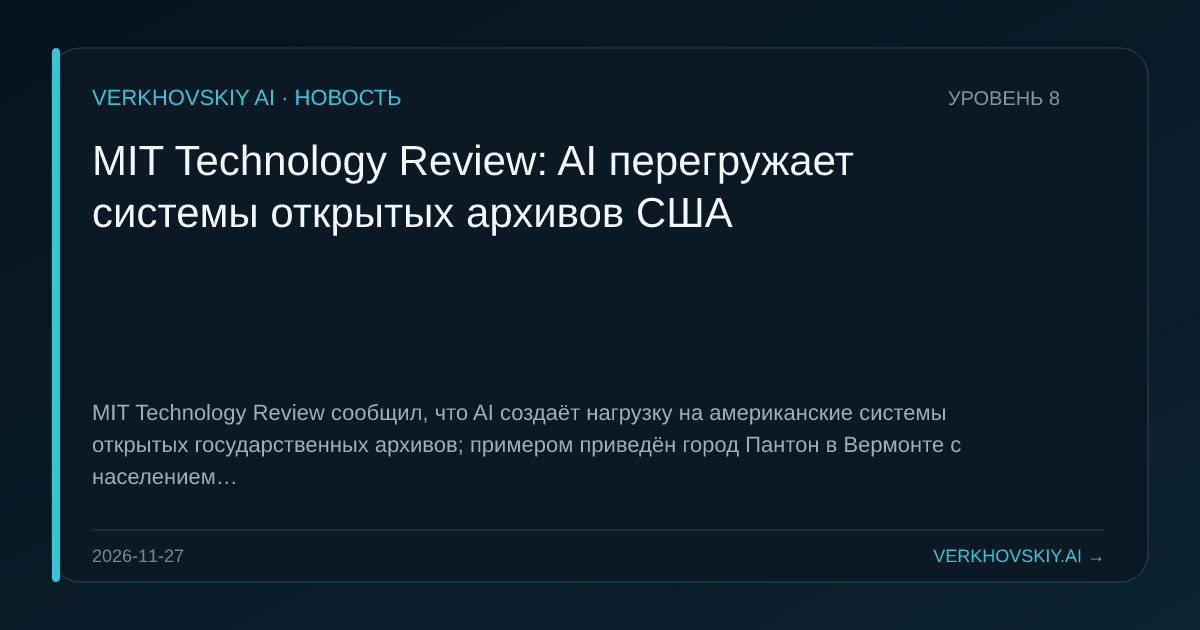 VERKHOVSKIY AI · НОВОСТЬ
УРОВЕНЬ 8
MIT Technology Review: AI перегружает
системы открытых архивов США
MIT Technology Review сообщил, что AI создаёт нагрузку на американские системы
открытых государственных архивов; примером приведён город Пантон в Вермонте с
населением…
2026-11-27
VERKHOVSKIY.AI →